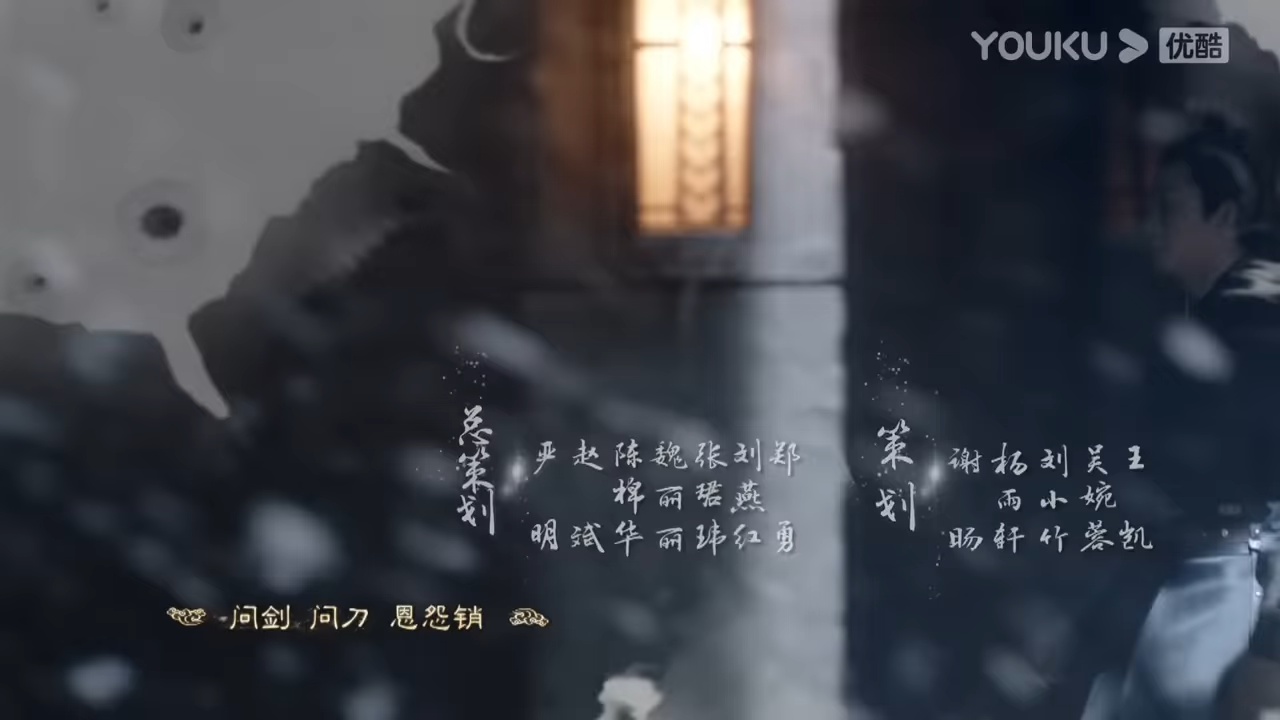 YOUKU 优酷
总策划
严明
赵斌
陈 华
魏丽丽
张珺玮
刘燕红
郑勇
策划
谢旸
杨雨轩
刘小竹
吴婉蓉
王凯
问剑 问刀 恩怨销